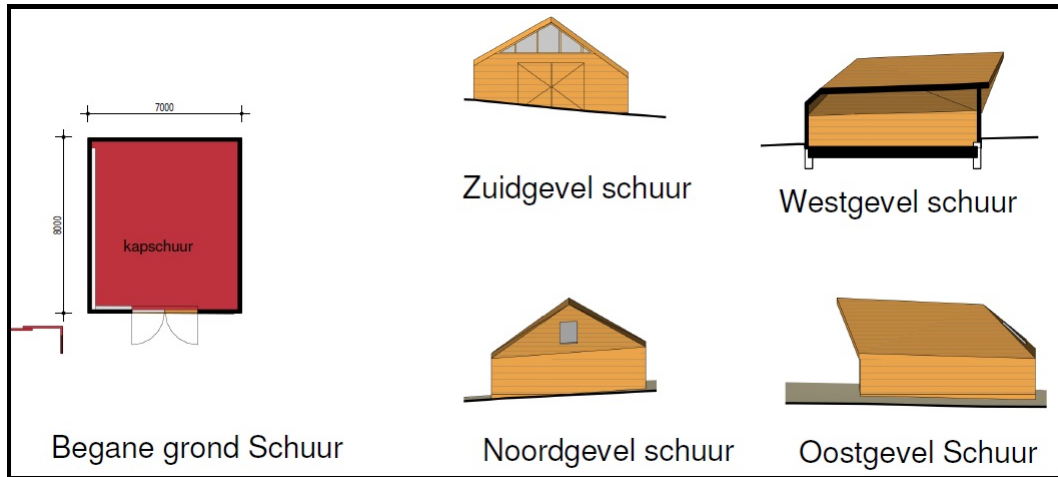 7000
8000
kapschuur
Begane grond Schuur
Zuidgevel schuur
Westgevel schuur
Noordgevel schuur
Oostgevel Schuur